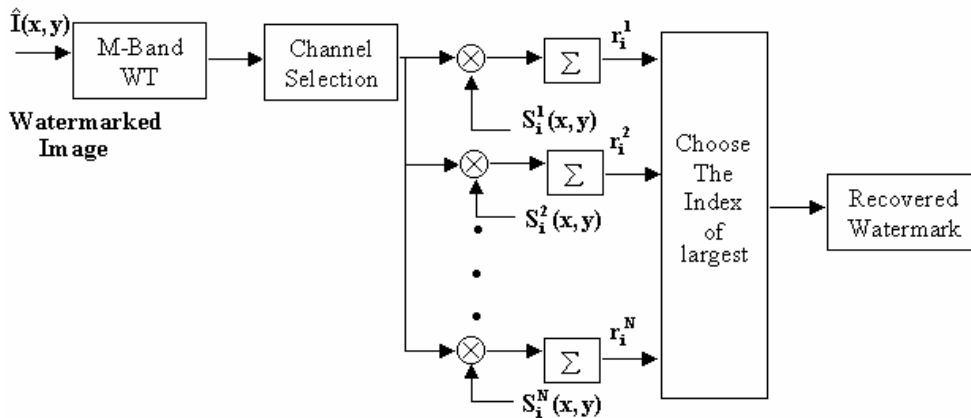 Î(x, y)
M-Band
WT
Channel
Selection
Watermarked
Image
∑
r_i^1
S_i^1(x, y)
∑
r_i^2
S_i^2(x, y)
∑
r_i^N
S_i^N(x, y)
Choose
The
Index
of
largest
Recovered
Watermark